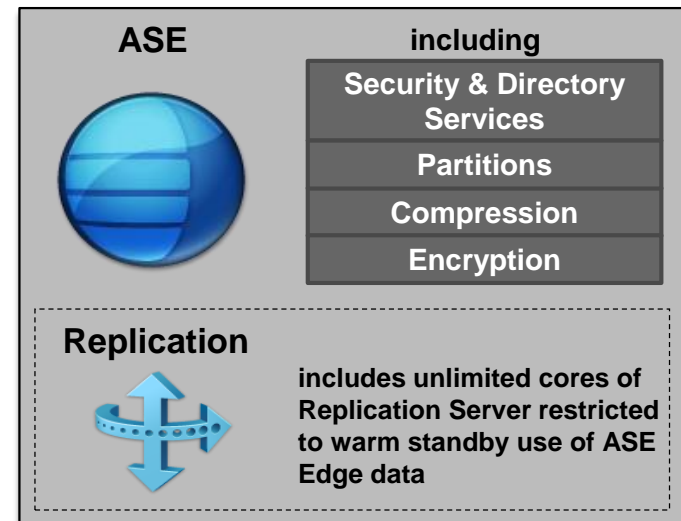 ASE
including
Security & Directory
Services
Partitions
Compression
Encryption
Replication
includes unlimited cores of
Replication Server restricted
to warm standby use of ASE
Edge data